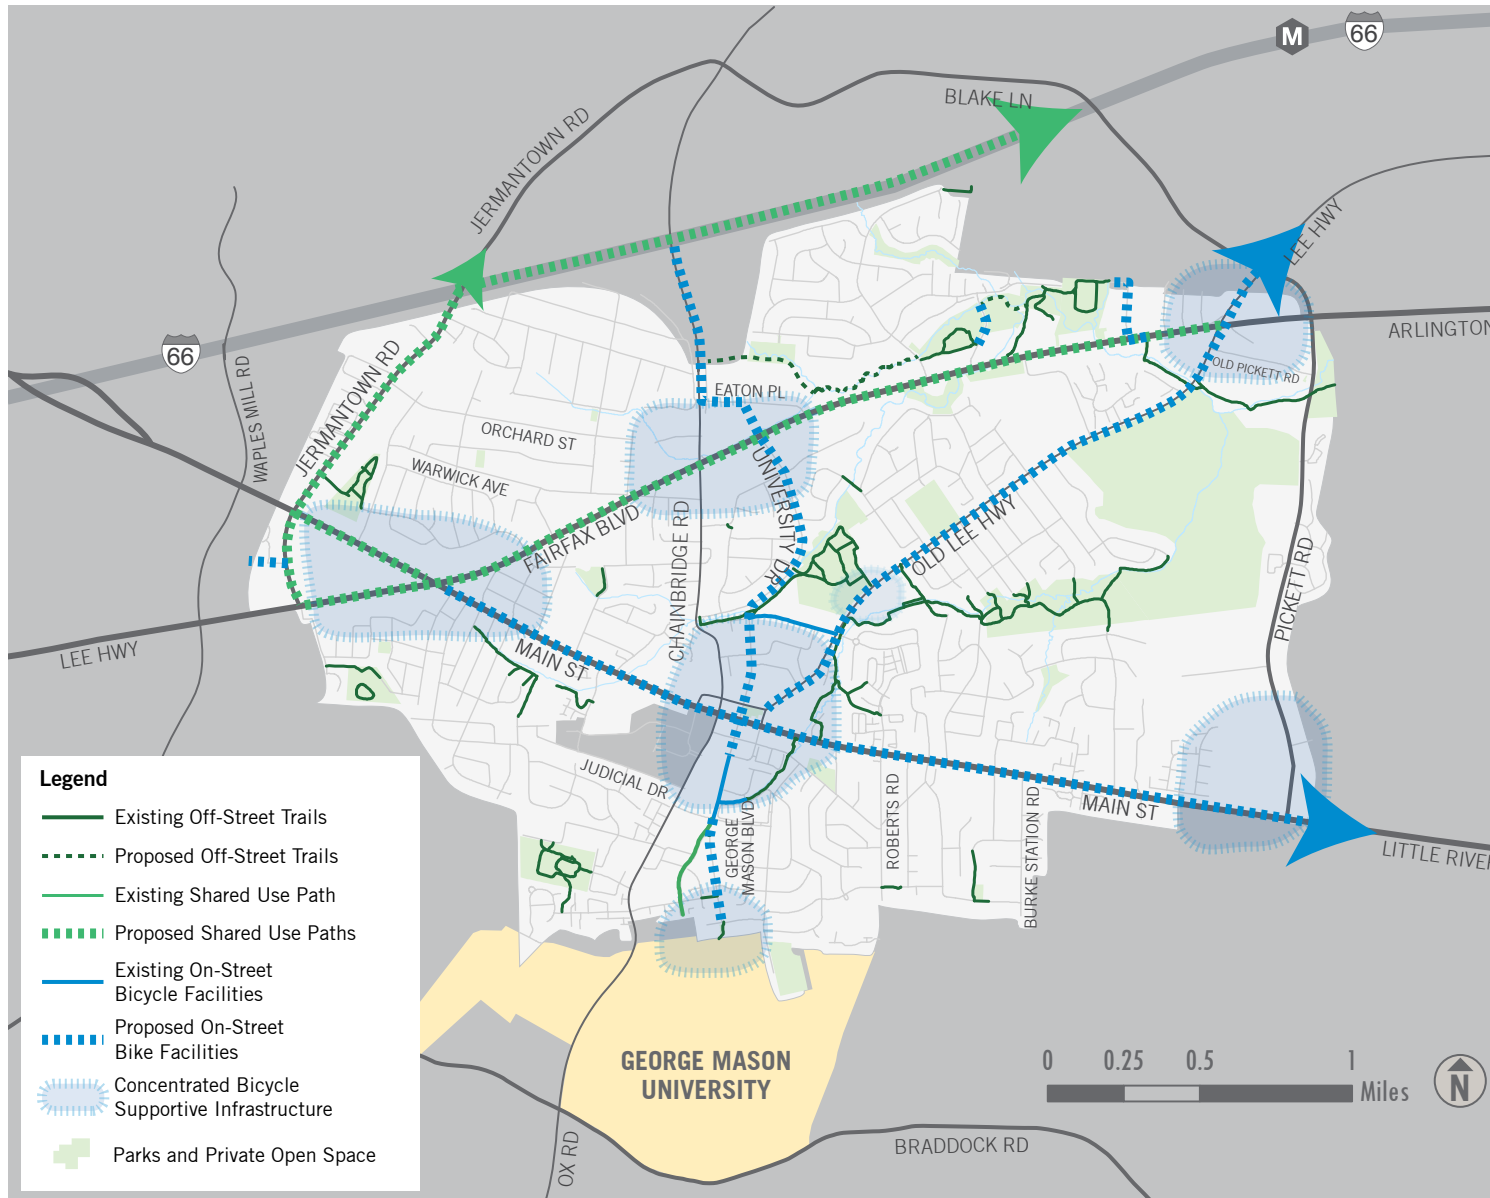 M
66
BLAKE LN
JERMANTOWN RD
LEE HWY
ARLINGTON
66
WAPLES MILL RD
JERMANTOWN RD
OLD PICKETT RD
EATON PL
ORCHARD ST
WARWICK AVE
UNIVERSITY DR
CHAINBRIDGE RD
FAIRFAX BLVD
OLD LEE HWY
PICKETT RD
LEE HWY
MAIN ST
JUDICIAL DR
GEORGE
MASON BLVD
ROBERTS RD
BURKE STATION RD
MAIN ST
LITTLE RIVER
Legend
Existing Off-Street Trails
Proposed Off-Street Trails
Existing Shared Use Path
Proposed Shared Use Paths
Existing On-Street
Bicycle Facilities
Proposed On-Street
Bike Facilities
Concentrated Bicycle
Supportive Infrastructure
Parks and Private Open Space
GEORGE MASON
UNIVERSITY
OX RD
BRADDOCK RD
0 0.25 0.5 1
Miles
N